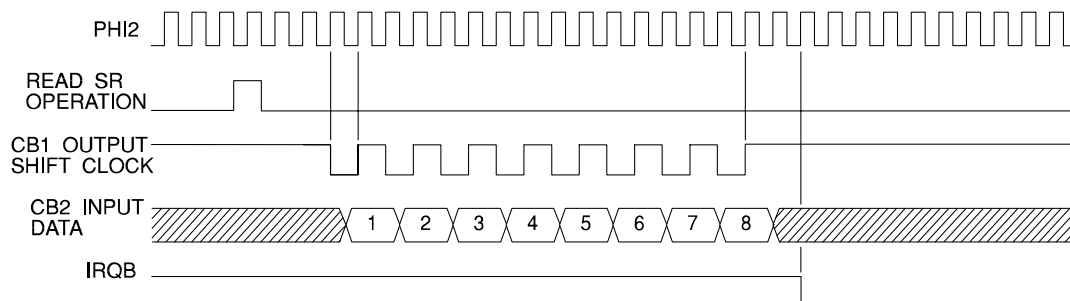 PHI2
READ SR
OPERATION
CB1 OUTPUT
SHIFT CLOCK
CB2 INPUT
DATA
1 2 3 4 5 6 7 8
IRQB